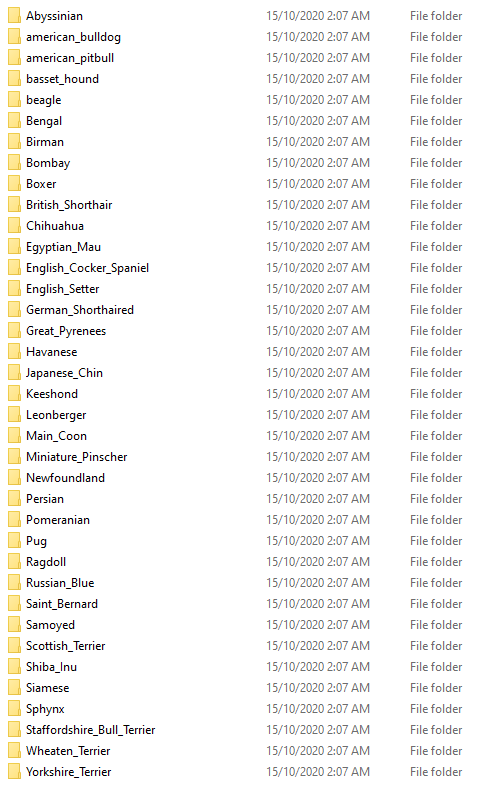 Abyssinian 15/10/2020 2:07 AM File folder
american_bulldog 15/10/2020 2:07 AM File folder
american_pitbull 15/10/2020 2:07 AM File folder
basset_hound 15/10/2020 2:07 AM File folder
beagle 15/10/2020 2:07 AM File folder
Bengal 15/10/2020 2:07 AM File folder
Birman 15/10/2020 2:07 AM File folder
Bombay 15/10/2020 2:07 AM File folder
Boxer 15/10/2020 2:07 AM File folder
British_Shorthair 15/10/2020 2:07 AM File folder
Chihuahua 15/10/2020 2:07 AM File folder
Egyptian_Mau 15/10/2020 2:07 AM File folder
English_Cocker_Spaniel 15/10/2020 2:07 AM File folder
English_Setter 15/10/2020 2:07 AM File folder
German_Shorthaired 15/10/2020 2:07 AM File folder
Great_Pyrenees 15/10/2020 2:07 AM File folder
Havanese 15/10/2020 2:07 AM File folder
Japanese_Chin 15/10/2020 2:07 AM File folder
Keeshond 15/10/2020 2:07 AM File folder
Leonberger 15/10/2020 2:07 AM File folder
Main_Coon 15/10/2020 2:07 AM File folder
Miniature_Pinscher 15/10/2020 2:07 AM File folder
Newfoundland 15/10/2020 2:07 AM File folder
Persian 15/10/2020 2:07 AM File folder
Pomeranian 15/10/2020 2:07 AM File folder
Pug 15/10/2020 2:07 AM File folder
Ragdoll 15/10/2020 2:07 AM File folder
Russian_Blue 15/10/2020 2:07 AM File folder
Saint_Bernard 15/10/2020 2:07 AM File folder
Samoyed 15/10/2020 2:07 AM File folder
Scottish_Terrier 15/10/2020 2:07 AM File folder
Shiba_Inu 15/10/2020 2:07 AM File folder
Siamese 15/10/2020 2:07 AM File folder
Sphynx 15/10/2020 2:07 AM File folder
Staffordshire_Bull_Terrier 15/10/2020 2:07 AM File folder
Wheaten_Terrier 15/10/2020 2:07 AM File folder
Yorkshire_Terrier 15/10/2020 2:07 AM File folder